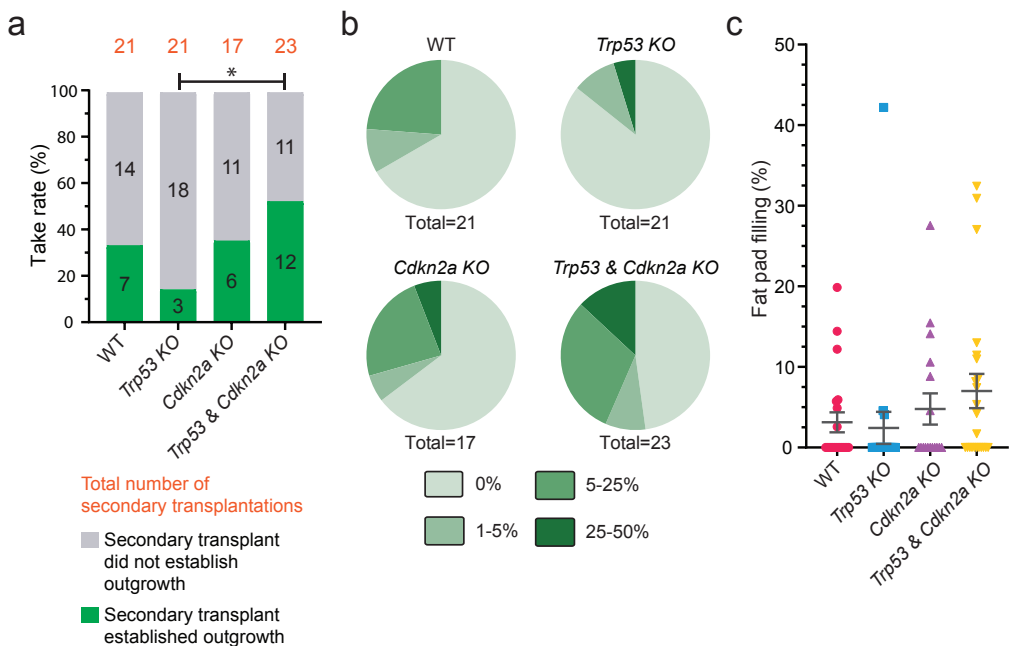 a
21
21
17
23
*
Take rate (%)
100
80
60
40
20
0
14
18
11
11
7
3
6
12
WT
Trp53 KO
Cdkn2a KO
Trp53 & Cdkn2a KO
Total number of
secondary transplantations
Secondary transplant
did not establish
outgrowth
Secondary transplant
established outgrowth
b
WT
Trp53 KO
Total=21
Total=21
Cdkn2a KO
Trp53 & Cdkn2a KO
Total=17
Total=23
0%
5-25%
1-5%
25-50%
c
Fat pad filling (%)
50
40
30
20
10
0
WT
Trp53 KO
Cdkn2a KO
Trp53 & Cdkn2a KO